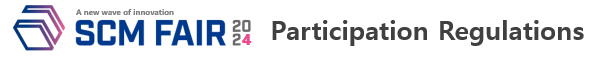 A new wave of innovation
SCM FAIR 2024
Participation Regulations